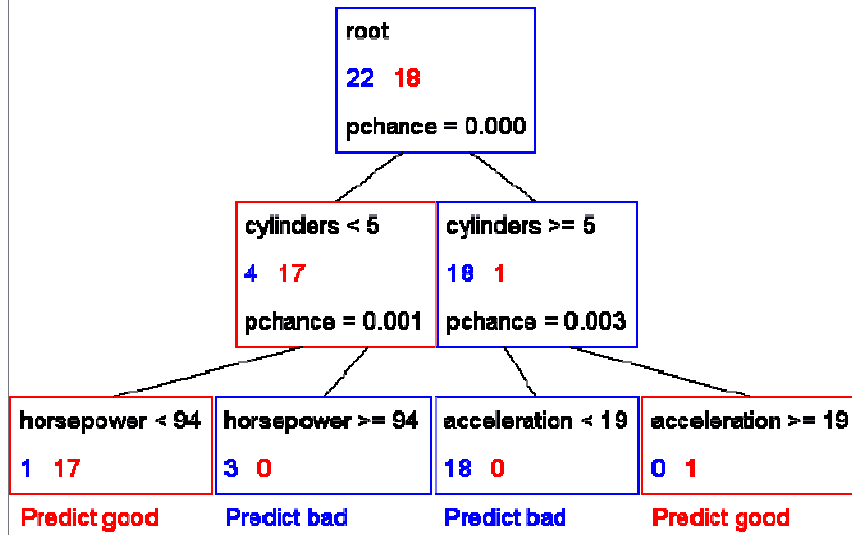 root
22 18
pchance = 0.000
cylinders < 5
4 17
pchance = 0.001
cylinders >= 5
18 1
pchance = 0.003
horsepower < 94
1 17
Predict good
horsepower >= 94
3 0
Predict bad
acceleration < 19
18 0
Predict bad
acceleration >= 19
0 1
Predict good